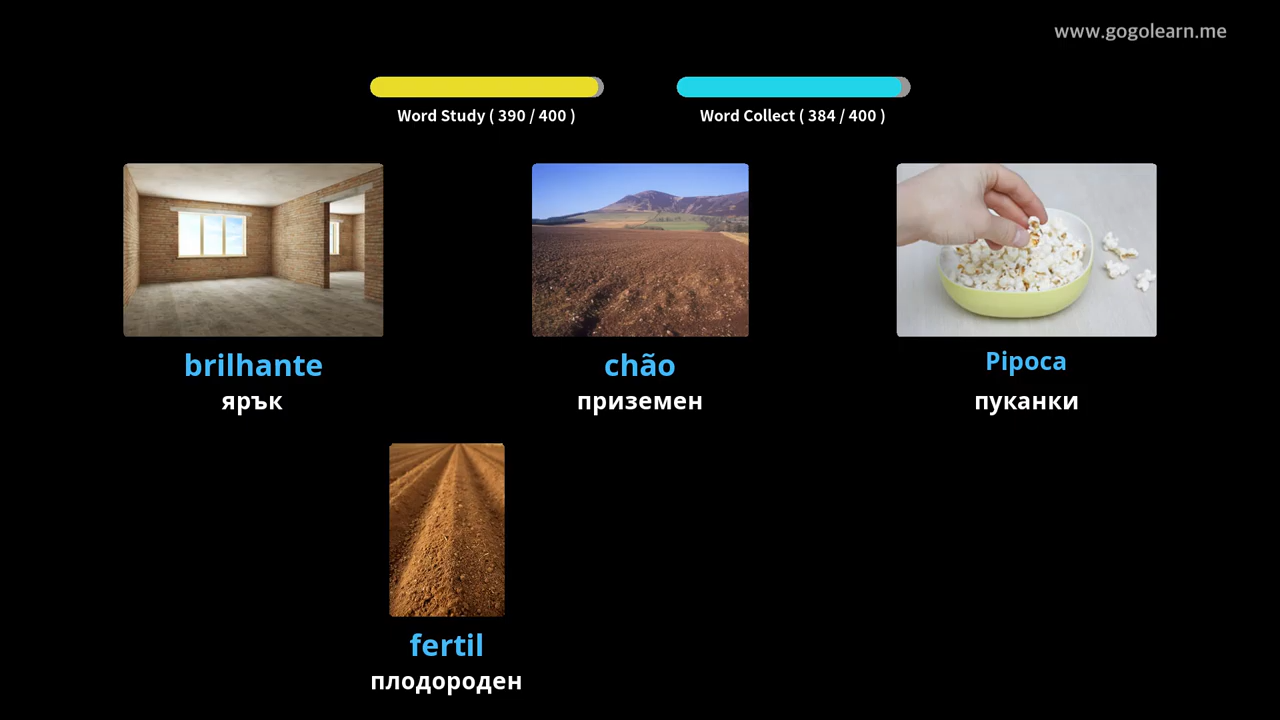 www.gogolearn.me
Word Study ( 390 / 400 )
Word Collect ( 384 / 400 )
brilhante
ярък
chão
приземен
Pipoca
пуканки
fertil
плодороден